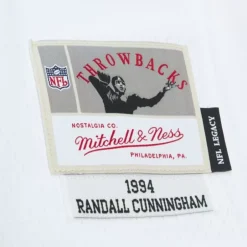 THROWBACKS
NFL
NOSTALGIA CO.
Mitchell & Ness
PHILADELPHIA, PA.
NFL LEGACY
1994
RANDALL CUNNINGHAM